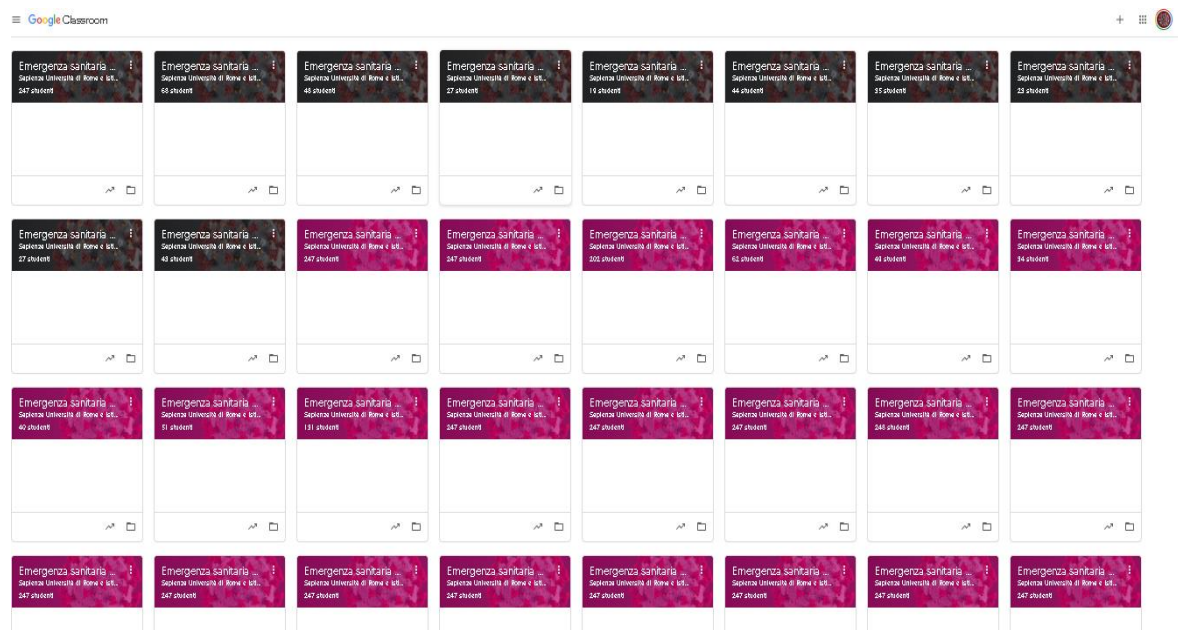 Google Classroom
Emergenza sanitaria ...
Sapienza Università di Roma e Isti...
247 studenti
Emergenza sanitaria ...
Sapienza Università di Roma e Isti...
68 studenti
Emergenza sanitaria ...
Sapienza Università di Roma e Isti...
48 studenti
Emergenza sanitaria ...
Sapienza Università di Roma e Isti...
27 studenti
Emergenza sanitaria ...
Sapienza Università di Roma e Isti...
19 studenti
Emergenza sanitaria ...
Sapienza Università di Roma e Isti...
44 studenti
Emergenza sanitaria ...
Sapienza Università di Roma e Isti...
35 studenti
Emergenza sanitaria ...
Sapienza Università di Roma e Isti...
23 studenti
Emergenza sanitaria ...
Sapienza Università di Roma e Isti...
27 studenti
Emergenza sanitaria ...
Sapienza Università di Roma e Isti...
43 studenti
Emergenza sanitaria ...
Sapienza Università di Roma e Isti...
247 studenti
Emergenza sanitaria ...
Sapienza Università di Roma e Isti...
247 studenti
Emergenza sanitaria ...
Sapienza Università di Roma e Isti...
202 studenti
Emergenza sanitaria ...
Sapienza Università di Roma e Isti...
62 studenti
Emergenza sanitaria ...
Sapienza Università di Roma e Isti...
studenti
Emergenza sanitaria ...
Sapienza Università di Roma e Isti...
34 studenti
Emergenza sanitaria ...
Sapienza Università di Roma e Isti...
40 studenti
Emergenza sanitaria ...
Sapienza Università di Roma e Isti...
51 studenti
Emergenza sanitaria ...
Sapienza Università di Roma e Isti...
131 studenti
Emergenza sanitaria ...
Sapienza Università di Roma e Isti...
247 studenti
Emergenza sanitaria ...
Sapienza Università di Roma e Isti...
247 studenti
Emergenza sanitaria ...
Sapienza Università di Roma e Isti...
247 studenti
Emergenza sanitaria ...
Sapienza Università di Roma e Isti...
248 studenti
Emergenza sanitaria ...
Sapienza Università di Roma e Isti...
247 studenti
Emergenza sanitaria ...
Sapienza Università di Roma e Isti...
247 studenti
Emergenza sanitaria ...
Sapienza Università di Roma e Isti...
247 studenti
Emergenza sanitaria ...
Sapienza Università di Roma e Isti...
247 studenti
Emergenza sanitaria ...
Sapienza Università di Roma e Isti...
247 studenti
Emergenza sanitaria ...
Sapienza Università di Roma e Isti...
247 studenti
Emergenza sanitaria ...
Sapienza Università di Roma e Isti...
247 studenti
Emergenza sanitaria ...
Sapienza Università di Roma e Isti...
247 studenti
Emergenza sanitaria ...
Sapienza Università di Roma e Isti...
247 studenti